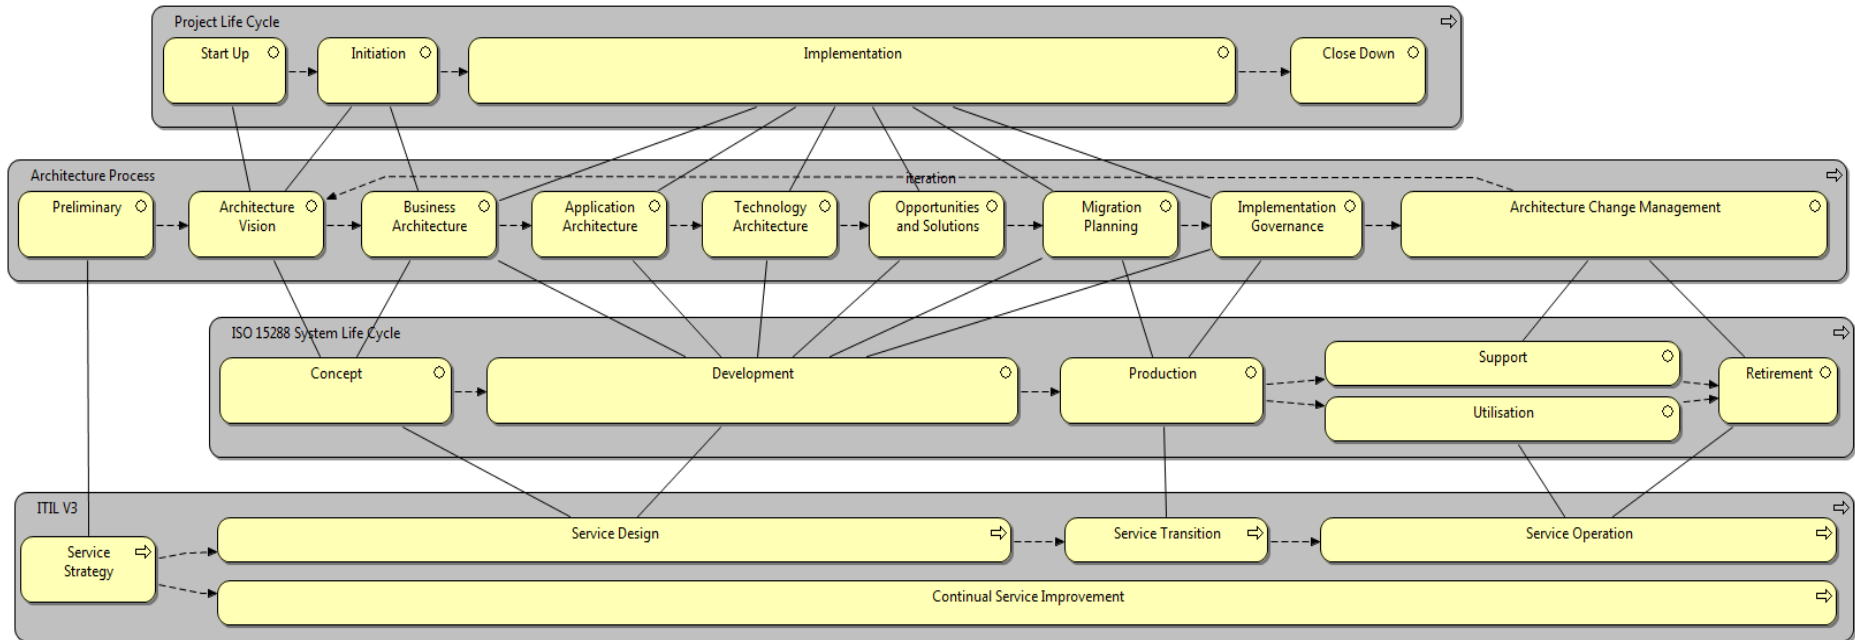 Project Life Cycle
Start Up
Initiation
Implementation
Close Down
Architecture Process
iteration
Preliminary
Architecture
Vision
Business
Architecture
Application
Architecture
Technology
Architecture
Opportunities
and Solutions
Migration
Planning
Implementation
Governance
Architecture Change Management
ISO 15288 System Life Cycle
Concept
Development
Production
Support
Utilisation
Retirement
ITIL V3
Service
Strategy
Service Design
Service Transition
Service Operation
Continual Service Improvement